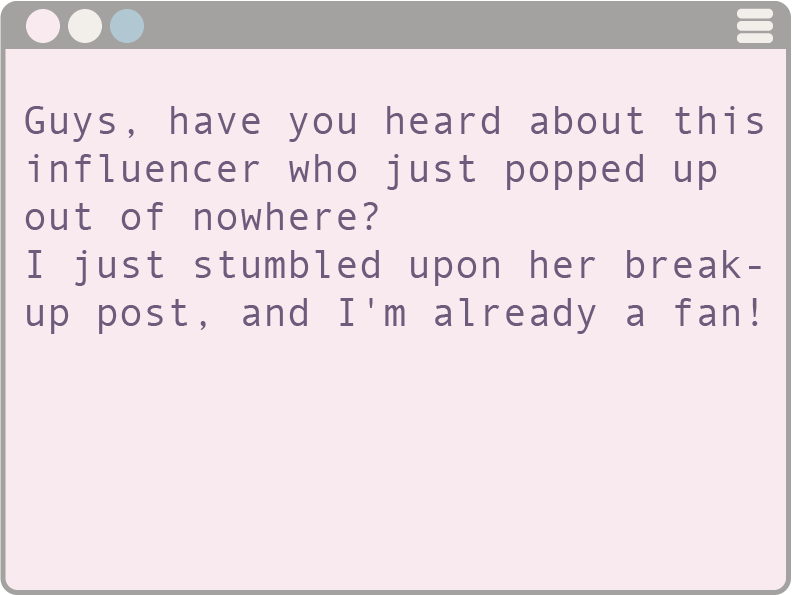 Guys, have you heard about this
influencer who just popped up
out of nowhere?
I just stumbled upon her break-
up post, and I'm already a fan!